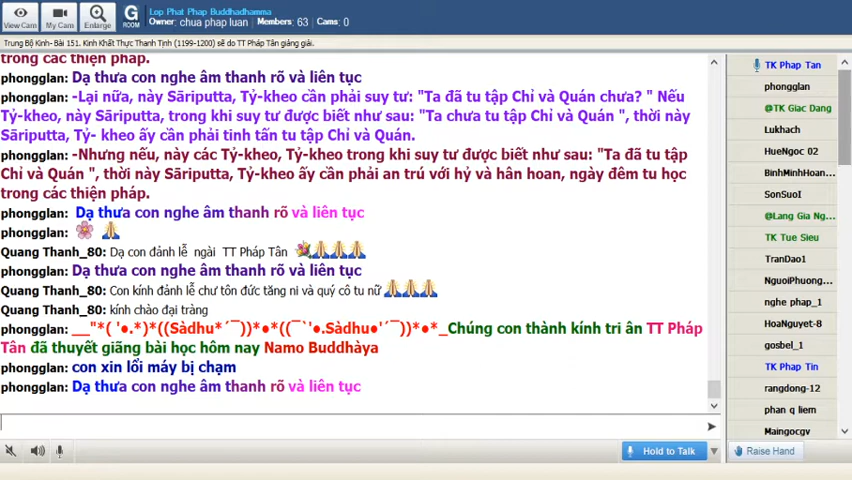 Lop Phat Phap Buddhadhamma
Owner: chua phap luan Members: 63 Cams: 0
View Cam
My Cam
Enlarge
G
ROOM
Trung Bộ Kinh- Bài 151. Kinh Khất Thực Thanh Tịnh (1199-1200) sẽ do TT Pháp Tân giảng giải.
trong các thiện pháp.
phongglan: Dạ thưa con nghe âm thanh rõ và liên tục
-Lại nữa, này Sāriputta, Tỷ-kheo cần phải suy tư: "Ta đã tu tập Chỉ và Quán chưa? " Nếu
Tỷ-kheo, này Sāriputta, trong khi suy tư được biết như sau: "Ta chưa tu tập Chỉ và Quán ", thời này
Sāriputta, Tỷ- kheo ấy cần phải tinh tấn tu tập Chỉ và Quán.
phongglan: -Nhưng nếu, này các Tỷ-kheo, Tỷ-kheo trong khi suy tư được biết như sau: "Ta đã tu tập
Chỉ và Quán ", thời này Sāriputta, Tỷ-kheo ấy cần phải an trú với hỷ và hân hoan, ngày đêm tu học
trong các thiện pháp.
phongglan: Dạ thưa con nghe âm thanh rõ và liên tục
phongglan: 🌸 🙏
Quang Thanh_80: Dạ con đảnh lễ ngài TT Pháp Tân 💐🙏🙏🙏
phongglan: Dạ thưa con nghe âm thanh rõ và liên tục
Quang Thanh_80: Con kính đảnh lễ chư tôn đức tăng ni và quý cô tu nữ 🙏🙏🙏
Quang Thanh_80: kính chào đại tràng
phongglan: __"*( '●.*)*((Sàdhu*´¯))*●*((¯`'●.Sàdhu●'´¯))*●*_Chúng con thành kính tri ân TT Pháp
Tân đã thuyết giãng bài học hôm nay Namo Buddhàya
phongglan: con xin lổi máy bị chạm
phongglan: Dạ thưa con nghe âm thanh rõ và liên tục
Hold to Talk
TK Phap Tan
phongglan
@TK Giac Dang
Lukhach
HueNgoc 02
BinhMinhHoan...
SonSuoI
@Lang Gia Ng...
TK Tue Sieu
TranDao1
NguoiPhuong...
nghe phap_1
HoaNguyet-8
gosbel_1
TK Phap Tin
rangdong-12
phan q liem
Maingocgv
Raise Hand